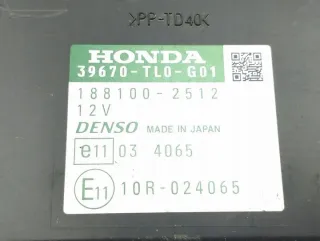 >PP-TD40<
HONDA
39670-TL0-G01
188100-2512
12V
DENSO MADE IN JAPAN
e11 03 4065
E11 10R-024065